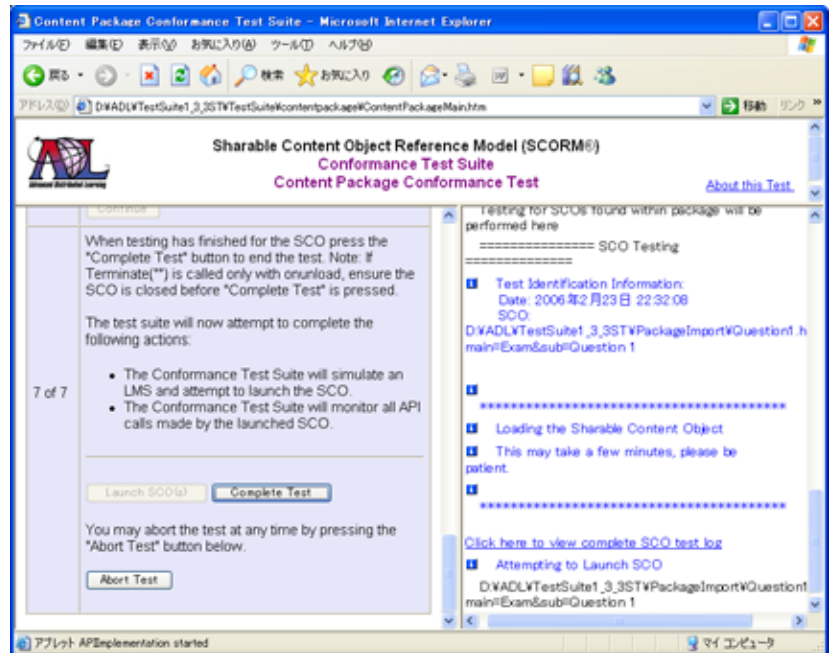 Content Package Conformance Test Suite - Microsoft Internet Explorer
ファイル(F) 編集(E) 表示(V) お気に入り(A) ツール(T) ヘルプ(H)
戻る 検索 お気に入り
アドレス(D) D:¥ADL¥TestSuite1_3_3ST¥TestSuite¥contentpackage¥ContentPackageMain.htm 移動 リンク »
ADL
Advanced Distributed Learning
Sharable Content Object Reference Model (SCORM®)
Conformance Test Suite
Content Package Conformance Test
About this Test.
Continue
When testing has finished for the SCO press the
"Complete Test" button to end the test. Note: If
Terminate("") is called only with onunload, ensure the
SCO is closed before "Complete Test" is pressed.
The test suite will now attempt to complete the
following actions:
7 of 7
• The Conformance Test Suite will simulate an
LMS and attempt to launch the SCO.
• The Conformance Test Suite will monitor all API
calls made by the launched SCO.
Launch SCO(s) Complete Test
You may abort the test at any time by pressing the
"Abort Test" button below.
Abort Test
Testing for SCOs found within package will be
performed here
=============== SCO Testing
==============
Test Identification Information:
Date: 2006年2月23日 22:32:08
SCO:
D:¥ADL¥TestSuite1_3_3ST¥PackageImport¥Question1.h
main=Exam&sub=Question 1
******************************************
Loading the Sharable Content Object
This may take a few minutes, please be
patient.
******************************************
Click here to view complete SCO test log
Attempting to Launch SCO
D:¥ADL¥TestSuite1_3_3ST¥PackageImport¥Question1
main=Exam&sub=Question 1
アプレット APIImplementation started マイ コンピュータ